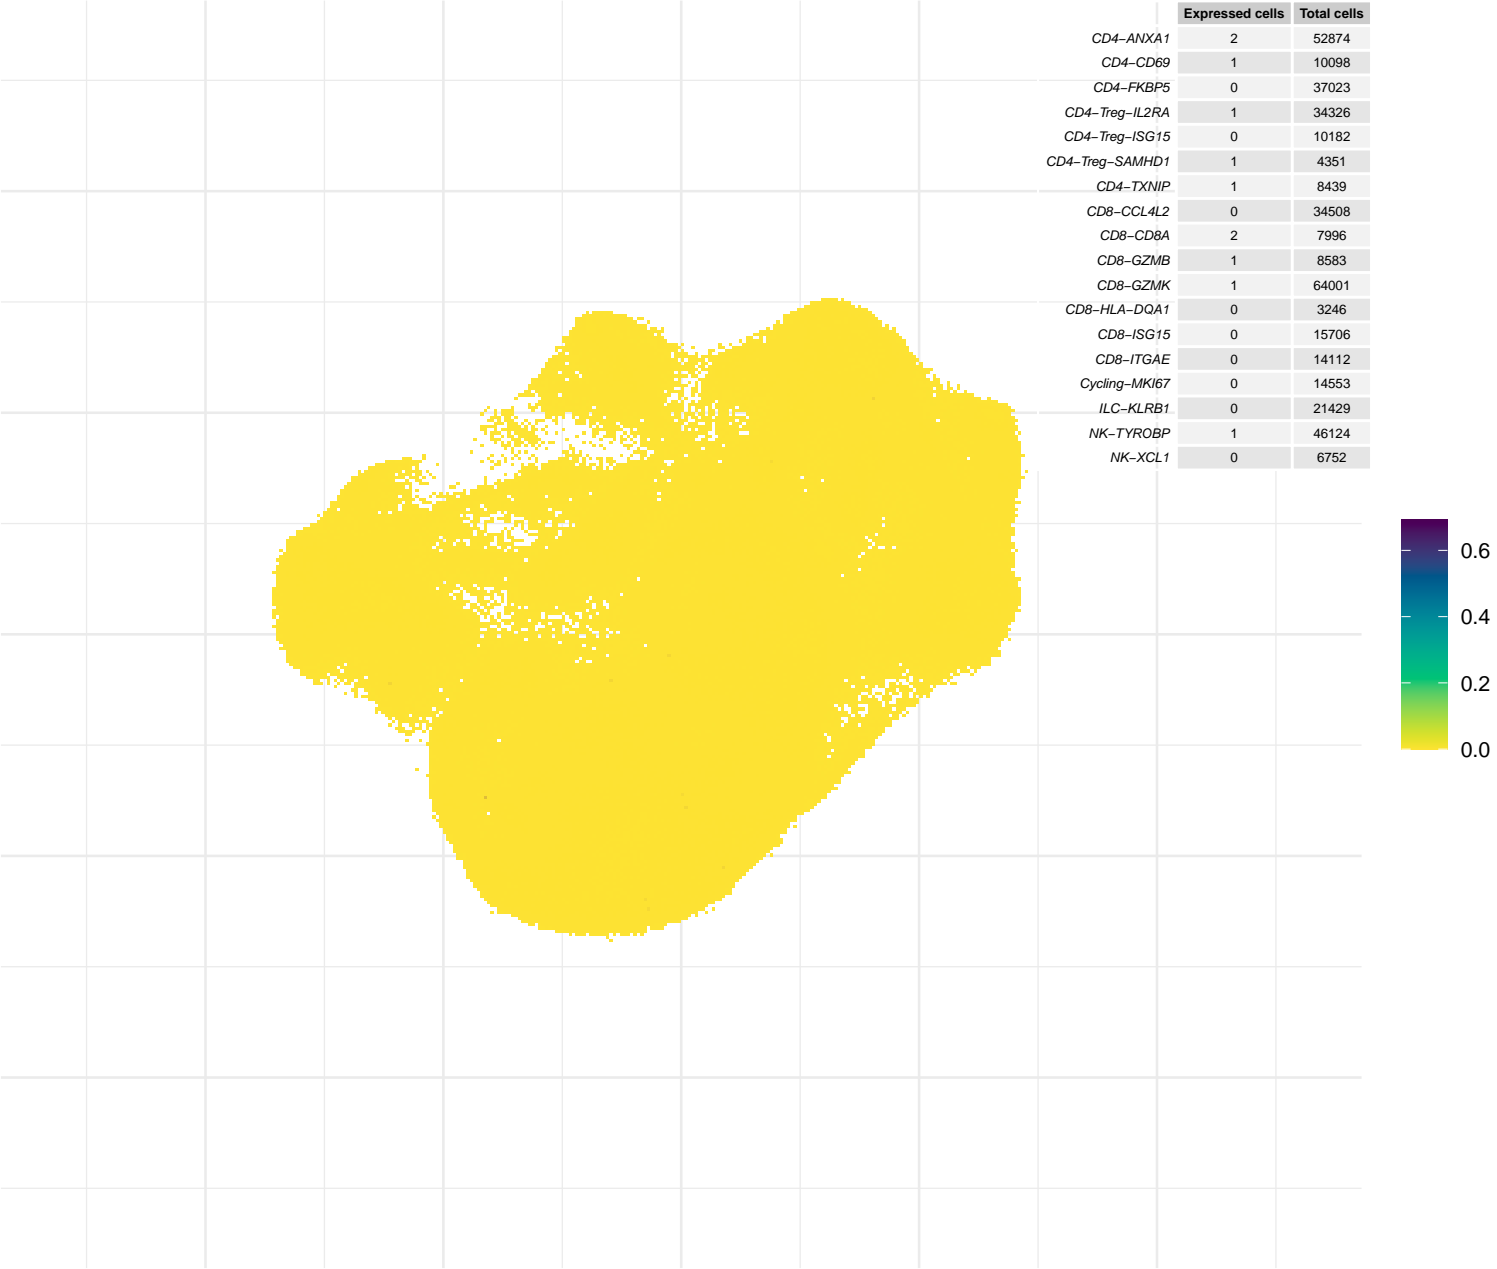 Expressed cells Total cells
CD4−ANXA1 2 52874
CD4−CD69 1 10098
CD4−FKBP5 0 37023
CD4−Treg−IL2RA 1 34326
CD4−Treg−ISG15 0 10182
CD4−Treg−SAMHD1 1 4351
CD4−TXNIP 1 8439
CD8−CCL4L2 0 34508
CD8−CD8A 2 7996
CD8−GZMB 1 8583
CD8−GZMK 1 64001
CD8−HLA−DQA1 0 3246
CD8−ISG15 0 15706
CD8−ITGAE 0 14112
Cycling−MKI67 0 14553
ILC−KLRB1 0 21429
NK−TYROBP 1 46124
NK−XCL1 0 6752
0.6
0.4
0.2
0.0